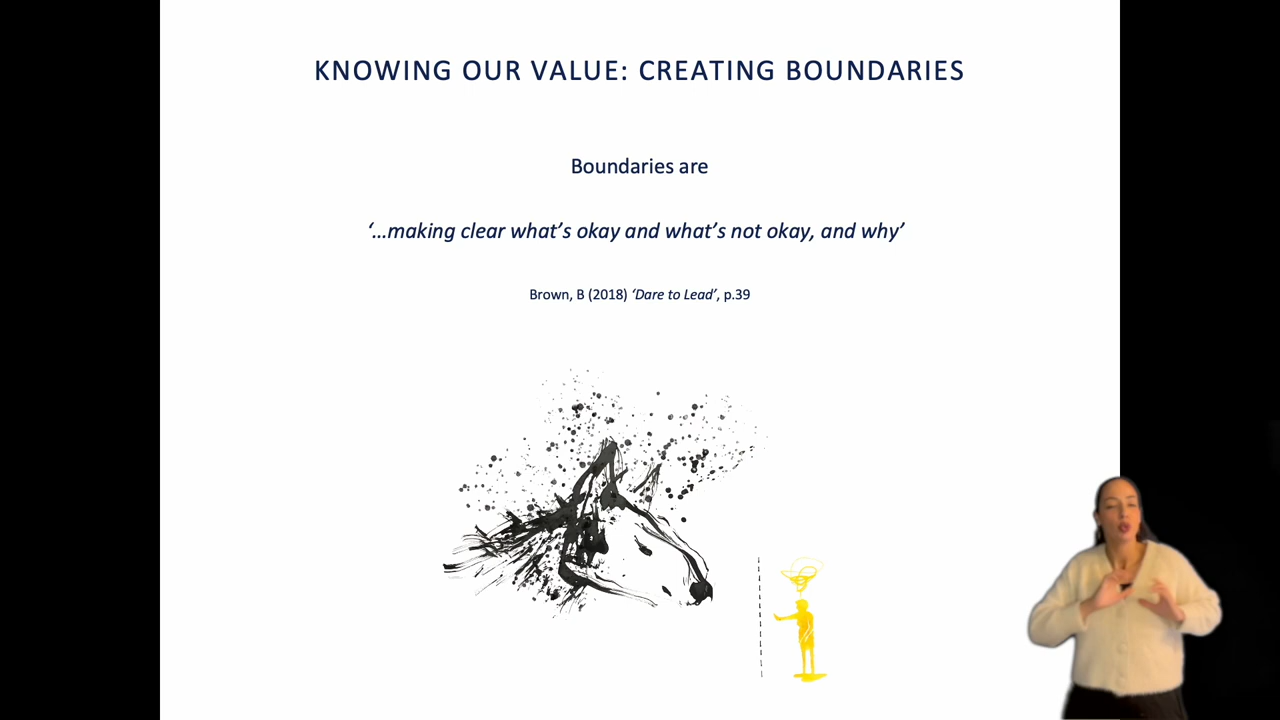 KNOWING OUR VALUE: CREATING BOUNDARIES
Boundaries are
‘…making clear what’s okay and what’s not okay, and why’
Brown, B (2018) ‘Dare to Lead’, p.39